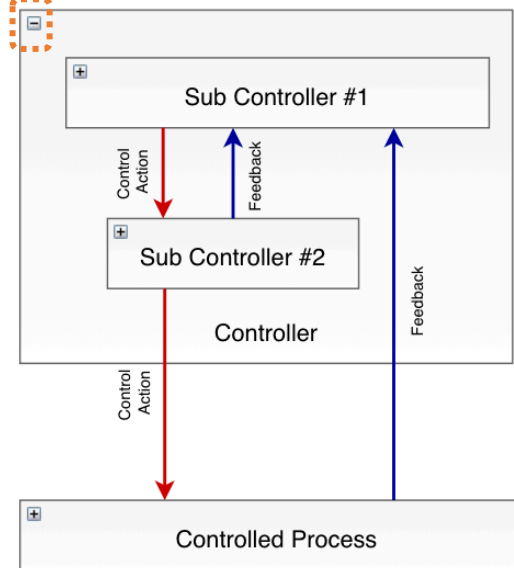 Sub Controller #1
Control
Action
Feedback
Sub Controller #2
Controller
Feedback
Control
Action
Controlled Process